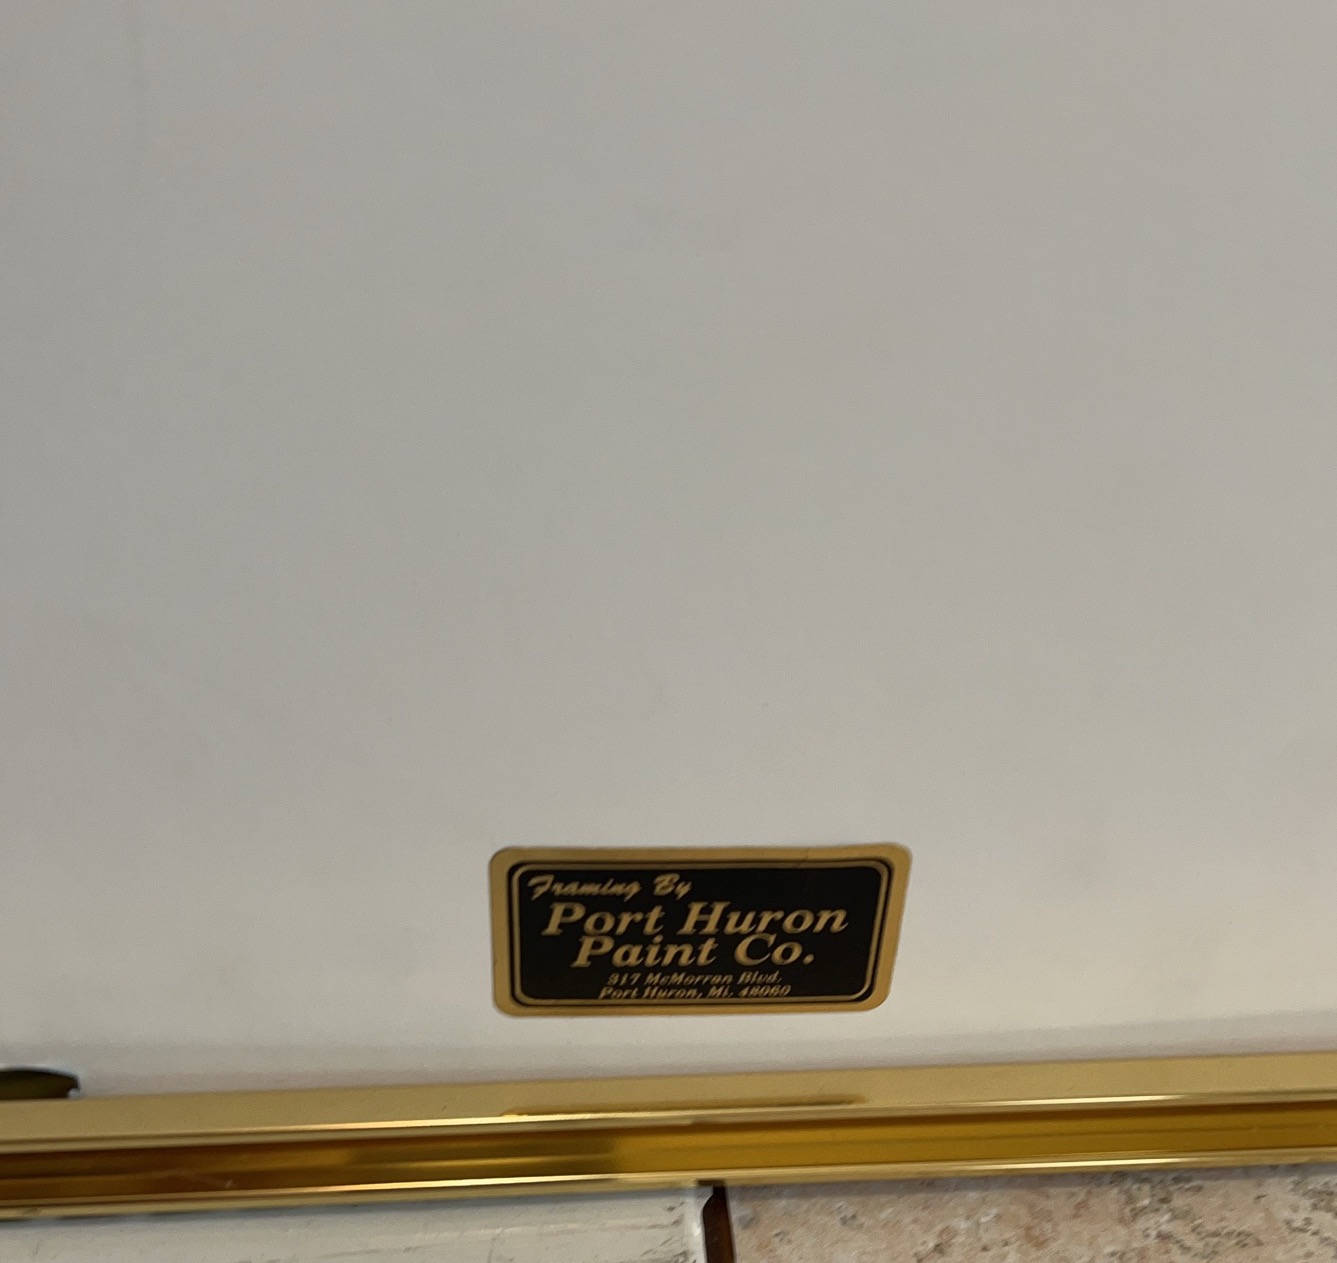 Framing By
Port Huron
Paint Co.
317 McMorran Blvd.
Port Huron, Mi. 48060